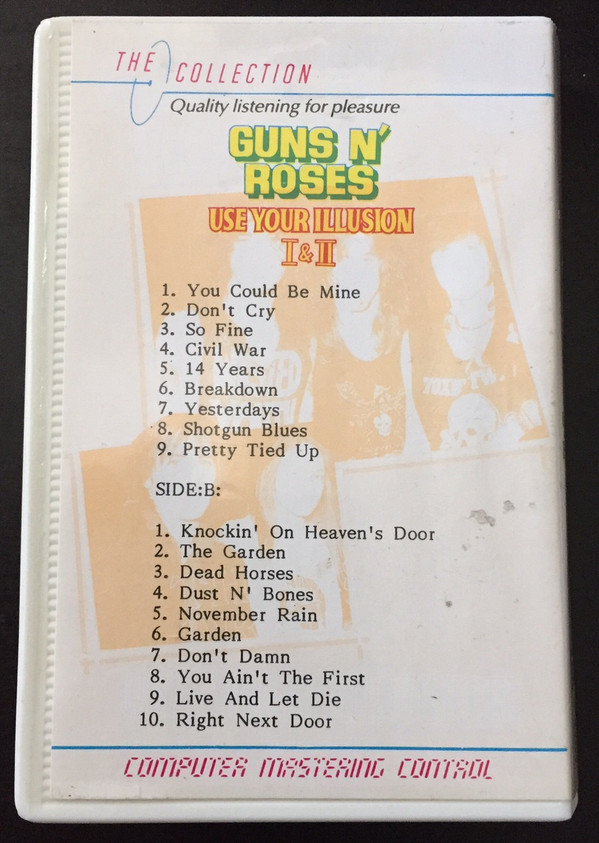 THE COLLECTION
Quality listening for pleasure
GUNS N'
ROSES
USE YOUR ILLUSION
I & II
1. You Could Be Mine
2. Don't Cry
3. So Fine
4. Civil War
5. 14 Years
6. Breakdown
7. Yesterdays
8. Shotgun Blues
9. Pretty Tied Up
SIDE:B:
1. Knockin' On Heaven's Door
2. The Garden
3. Dead Horses
4. Dust N' Bones
5. November Rain
6. Garden
7. Don't Damn
8. You Ain't The First
9. Live And Let Die
10. Right Next Door
COMPUTER MASTERING CONTROL